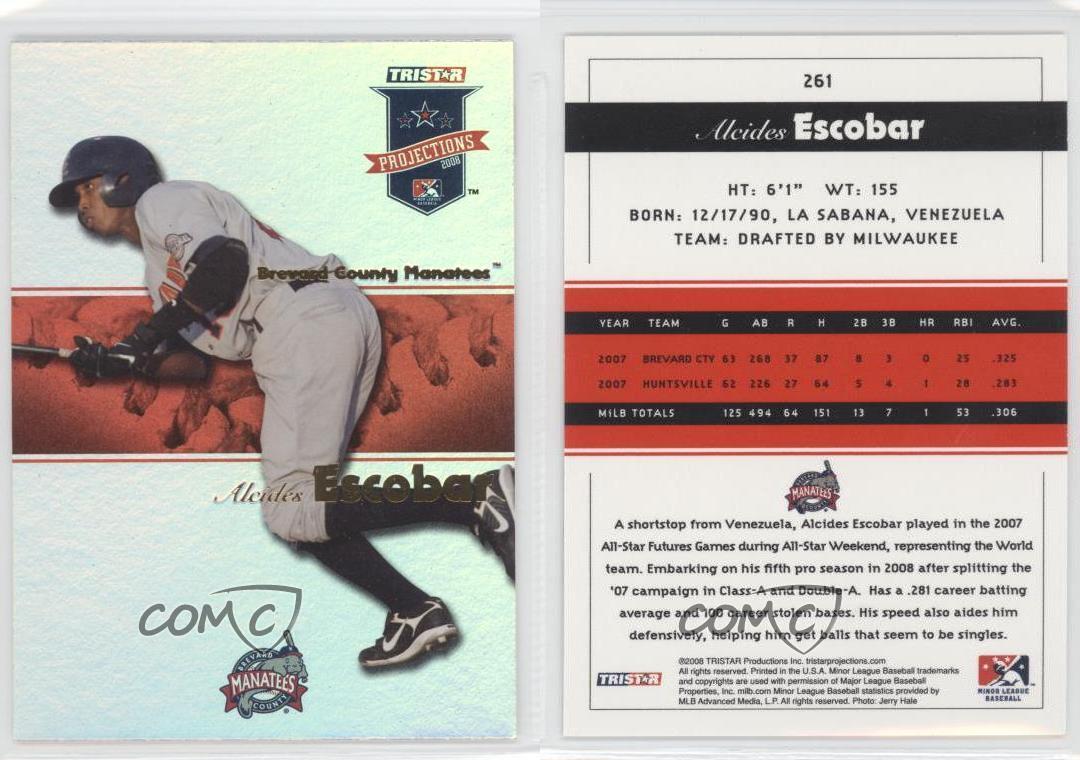 TRISTAR
PROJECTIONS
2008
MINOR LEAGUE
BASEBALL
TM
Brevard County Manatees™
Alcides Escobar
COMC
BREVARD
MANATEES
COUNTY
261
Alcides Escobar
HT: 6'1" WT: 155
BORN: 12/17/90, LA SABANA, VENEZUELA
TEAM: DRAFTED BY MILWAUKEE
YEAR TEAM G AB R H 2B 3B HR RBI AVG.
2007 BREVARD CTY 63 268 37 87 8 3 0 25 .325
2007 HUNTSVILLE 62 226 27 64 5 4 1 28 .283
MiLB TOTALS 125 494 64 151 13 7 1 53 .306
BREVARD
MANATEES
COUNTY
A shortstop from Venezuela, Alcides Escobar played in the 2007
All-Star Futures Games during All-Star Weekend, representing the World
team. Embarking on his fifth pro season in 2008 after splitting the
'07 campaign in Class-A and Double-A. Has a .281 career batting
average and 100 career stolen bases. His speed also aides him
defensively, helping him get balls that seem to be singles.
COMC
©2008 TRISTAR Productions Inc. tristarprojections.com
All rights reserved. Printed in the U.S.A. Minor League Baseball trademarks
and copyrights are used with permission of Major League Baseball
Properties, Inc. milb.com Minor League Baseball statistics provided by
MLB Advanced Media, L.P. All rights reserved. Photo: Jerry Hale
TRISTAR
MINOR LEAGUE
BASEBALL